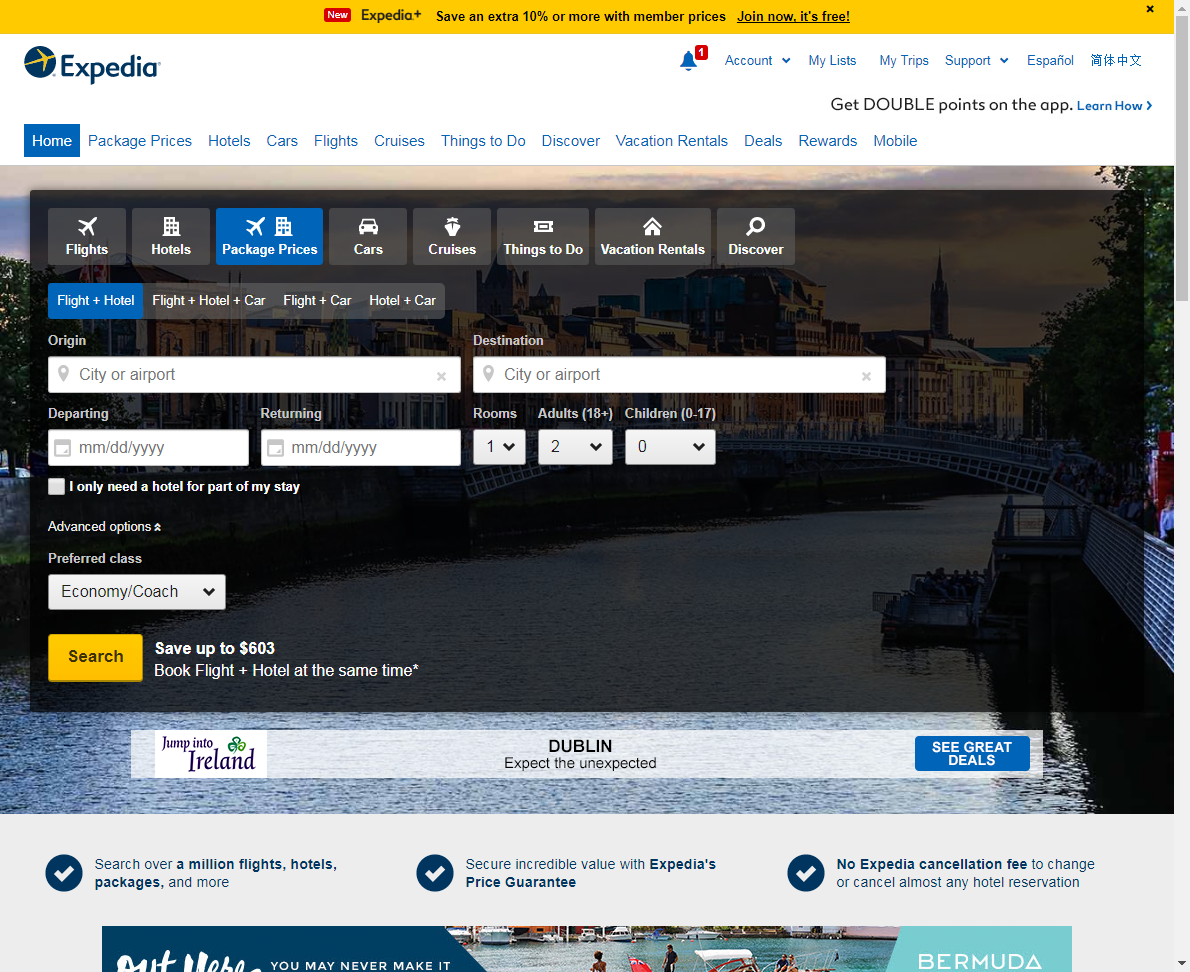 New Expedia+ Save an extra 10% or more with member prices Join now, it's free! ×
Expedia
1 Account My Lists My Trips Support Español 简体中文
Get DOUBLE points on the app. Learn How
Home Package Prices Hotels Cars Flights Cruises Things to Do Discover Vacation Rentals Deals Rewards Mobile
Flights Hotels Package Prices Cars Cruises Things to Do Vacation Rentals Discover
Flight + Hotel Flight + Hotel + Car Flight + Car Hotel + Car
Origin Destination
City or airport × City or airport ×
Departing Returning Rooms Adults (18+) Children (0-17)
mm/dd/yyyy mm/dd/yyyy 1 2 0
I only need a hotel for part of my stay
Advanced options
Preferred class
Economy/Coach
Search
Save up to $603
Book Flight + Hotel at the same time*
Jump into
Ireland
DUBLIN
Expect the unexpected
SEE GREAT
DEALS
Search over a million flights, hotels,
packages, and more
Secure incredible value with Expedia's
Price Guarantee
No Expedia cancellation fee to change
or cancel almost any hotel reservation
Out Here
YOU MAY NEVER MAKE IT
BERMUDA